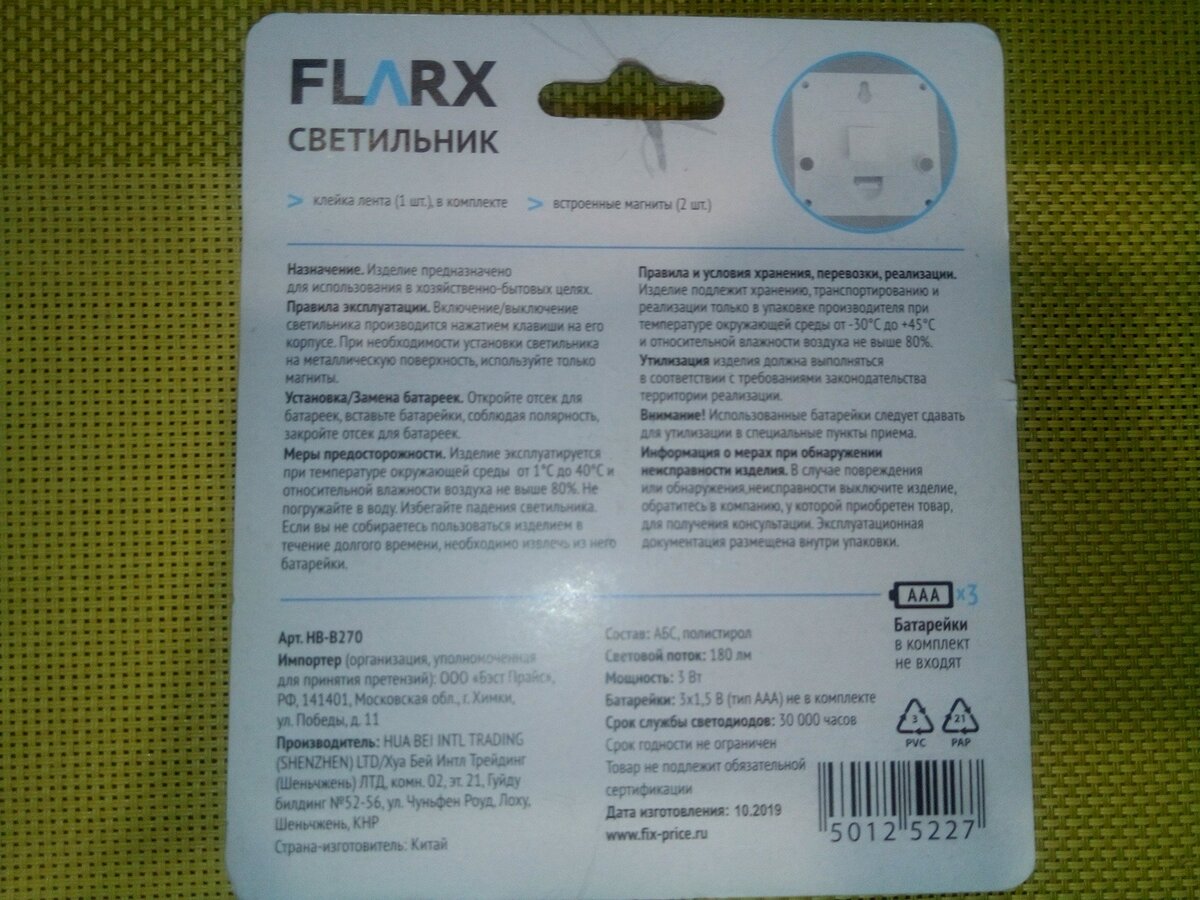 FLARX
СВЕТИЛЬНИК
> клейка лента (1 шт.), в комплекте > встроенные магниты (2 шт.)
Назначение. Изделие предназначено
для использования в хозяйственно-бытовых целях.
Правила эксплуатации. Включение/выключение
светильника производится нажатием клавиши на его
корпусе. При необходимости установки светильника
на металлическую поверхность, используйте только
магниты.
Установка/Замена батареек. Откройте отсек для
батареек, вставьте батарейки, соблюдая полярность,
закройте отсек для батареек.
Меры предосторожности. Изделие эксплуатируется
при температуре окружающей среды от 1°С до 40°С и
относительной влажности воздуха не выше 80%. Не
погружайте в воду. Избегайте падения светильника.
Если вы не собираетесь пользоваться изделием в
течение долгого времени, необходимо извлечь из него
батарейки.
Правила и условия хранения, перевозки, реализации.
Изделие подлежит хранению, транспортированию и
реализации только в упаковке производителя при
температуре окружающей среды от -30°С до +45°С
и относительной влажности воздуха не выше 80%.
Утилизация изделия должна выполняться
в соответствии с требованиями законодательства
территории реализации.
Внимание! Использованные батарейки следует сдавать
для утилизации в специальные пункты приема.
Информация о мерах при обнаружении
неисправности изделия. В случае повреждения
или обнаружения неисправности выключите изделие,
обратитесь в компанию, у которой приобретен товар,
для получения консультации. Эксплуатационная
документация размещена внутри упаковки.
AAA x3
Батарейки
в комплект
не входят
Арт. HB-B270
Импортер (организация, уполномоченная
для принятия претензий): ООО «Бэст Прайс»,
РФ, 141401, Московская обл., г. Химки,
ул. Победы, д. 11
Производитель: HUA BEI INTL TRADING
(SHENZHEN) LTD/Хуа Бей Интл Трейдинг
(Шеньчжень) ЛТД, комн. 02, эт. 21, Гуйду
билдинг №52-56, ул. Чуньфен Роуд, Лоху,
Шеньчжень, КНР
Страна-изготовитель: Китай
Состав: АБС, полистирол
Световой поток: 180 лм
Мощность: 3 Вт
Батарейки: 3х1,5 В (тип ААА) не в комплекте
Срок службы светодиодов: 30 000 часов
Срок годности не ограничен
Товар не подлежит обязательной
сертификации
Дата изготовления: 10.2019
www.fix-price.ru
3 21
PVC PAP
5012 5227